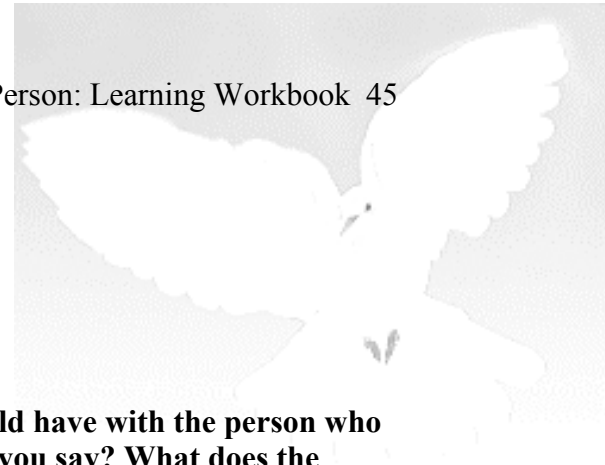 Person: Learning Workbook 45
ld have with the person who
you say? What does the